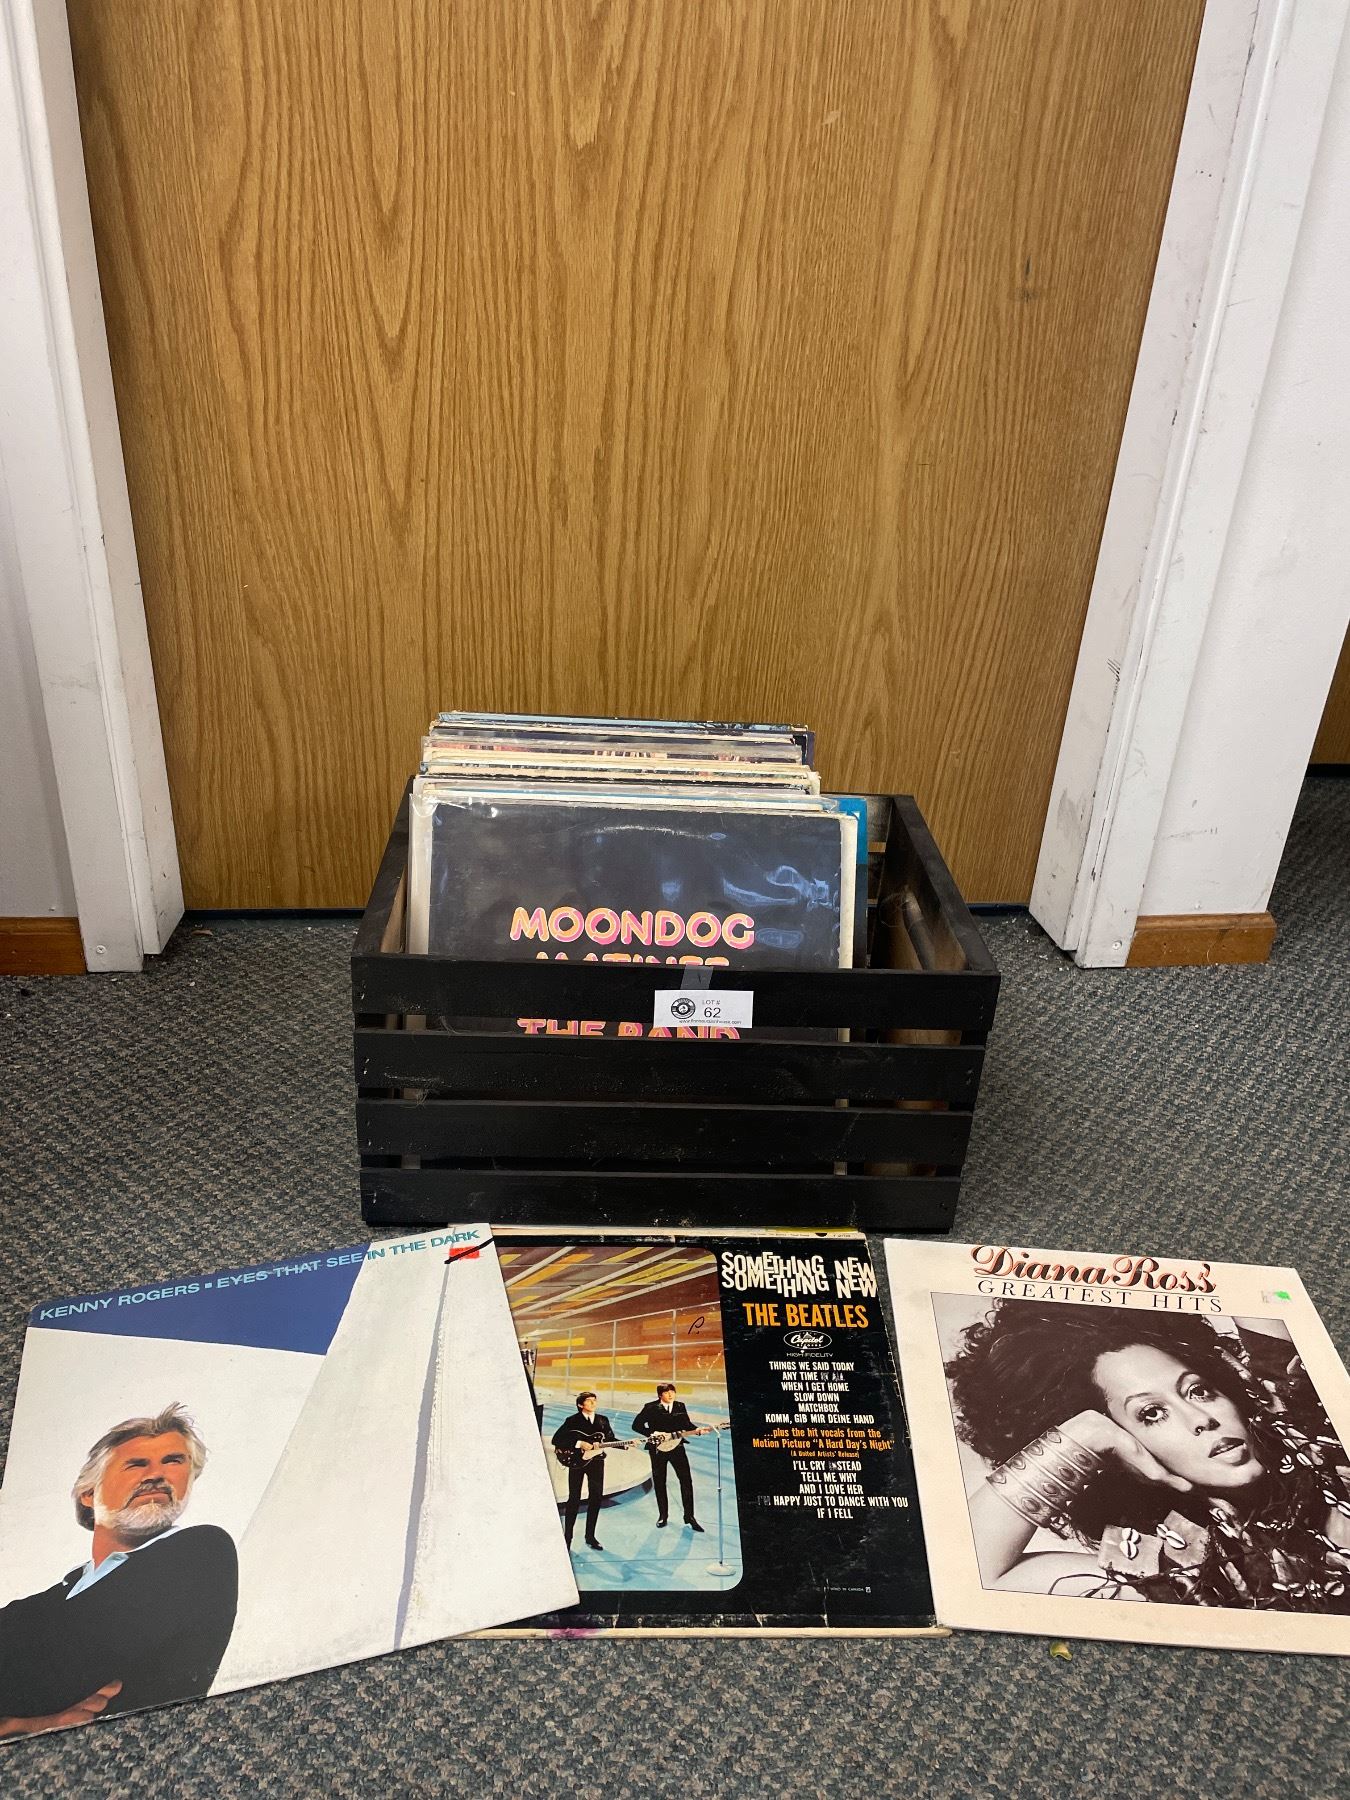 MOONDOG
MATINEE
THE BAND
LOT #
62
KENNY ROGERS ▪ EYES THAT SEE IN THE DARK
SOMETHING NEW
SOMETHING NEW
THE BEATLES
Capitol
HIGH-FIDELITY
THINGS WE SAID TODAY
ANY TIME AT ALL
WHEN I GET HOME
SLOW DOWN
MATCHBOX
KOMM, GIB MIR DEINE HAND
...plus the hit vocals from the
Motion Picture "A Hard Day's Night"
(A United Artists' Release)
I'LL CRY INSTEAD
TELL ME WHY
AND I LOVE HER
I'M HAPPY JUST TO DANCE WITH YOU
IF I FELL
Diana Ross'
GREATEST HITS